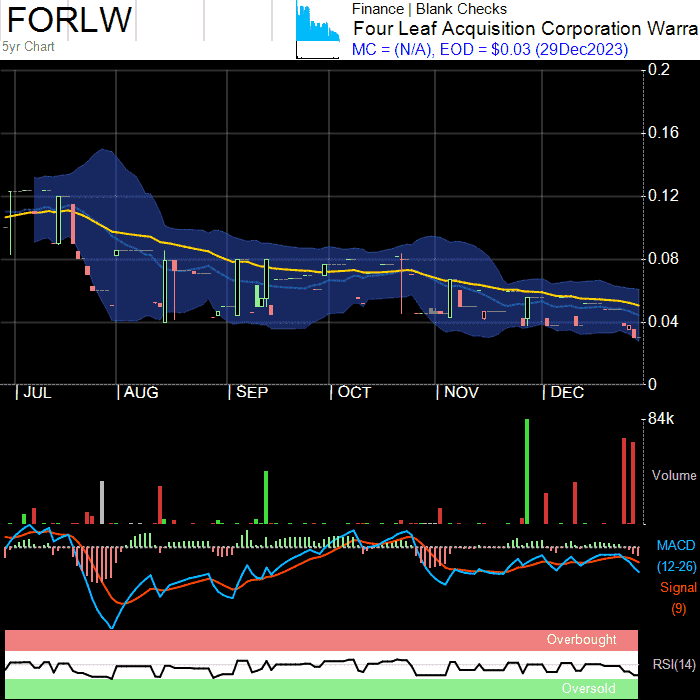 FORLW
5yr Chart
Finance | Blank Checks
Four Leaf Acquisition Corporation Warra
MC = (N/A), EOD = $0.03 (29Dec2023)
0.2
0.16
0.12
0.08
0.04
0
| JUL | AUG | SEP | OCT | NOV | DEC
84k
Volume
MACD
(12-26)
Signal
(9)
Overbought
RSI(14)
Oversold